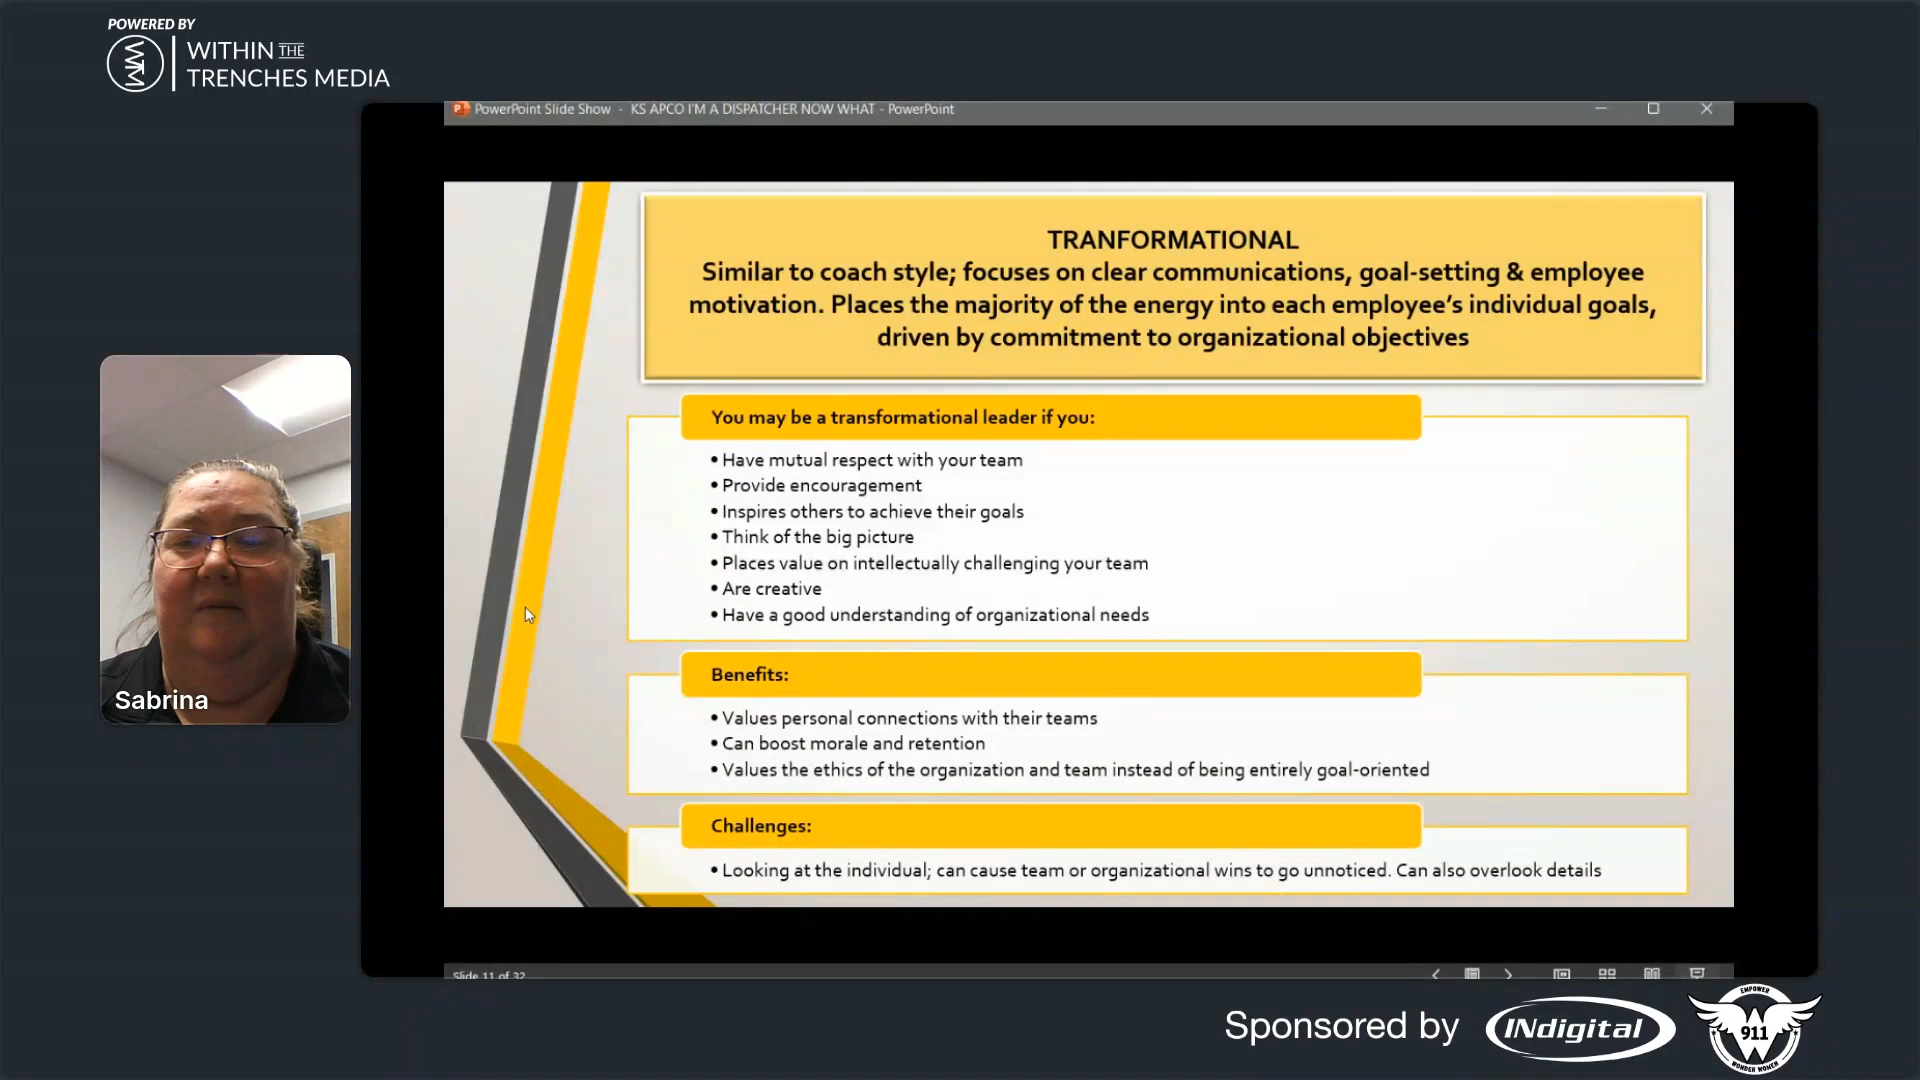 POWERED BY
WITHIN THE
TRENCHES MEDIA
PowerPoint Slide Show - KS APCO I'M A DISPATCHER NOW WHAT - PowerPoint
TRANFORMATIONAL
Similar to coach style; focuses on clear communications, goal-setting & employee
motivation. Places the majority of the energy into each employee's individual goals,
driven by commitment to organizational objectives
You may be a transformational leader if you:
• Have mutual respect with your team
• Provide encouragement
• Inspires others to achieve their goals
• Think of the big picture
• Places value on intellectually challenging your team
• Are creative
• Have a good understanding of organizational needs
Benefits:
• Values personal connections with their teams
• Can boost morale and retention
• Values the ethics of the organization and team instead of being entirely goal-oriented
Challenges:
• Looking at the individual; can cause team or organizational wins to go unnoticed. Can also overlook details
Sabrina
Slide 11 of 32
Sponsored by
INdigital
EMPOWER
911
W
WONDER WOMEN